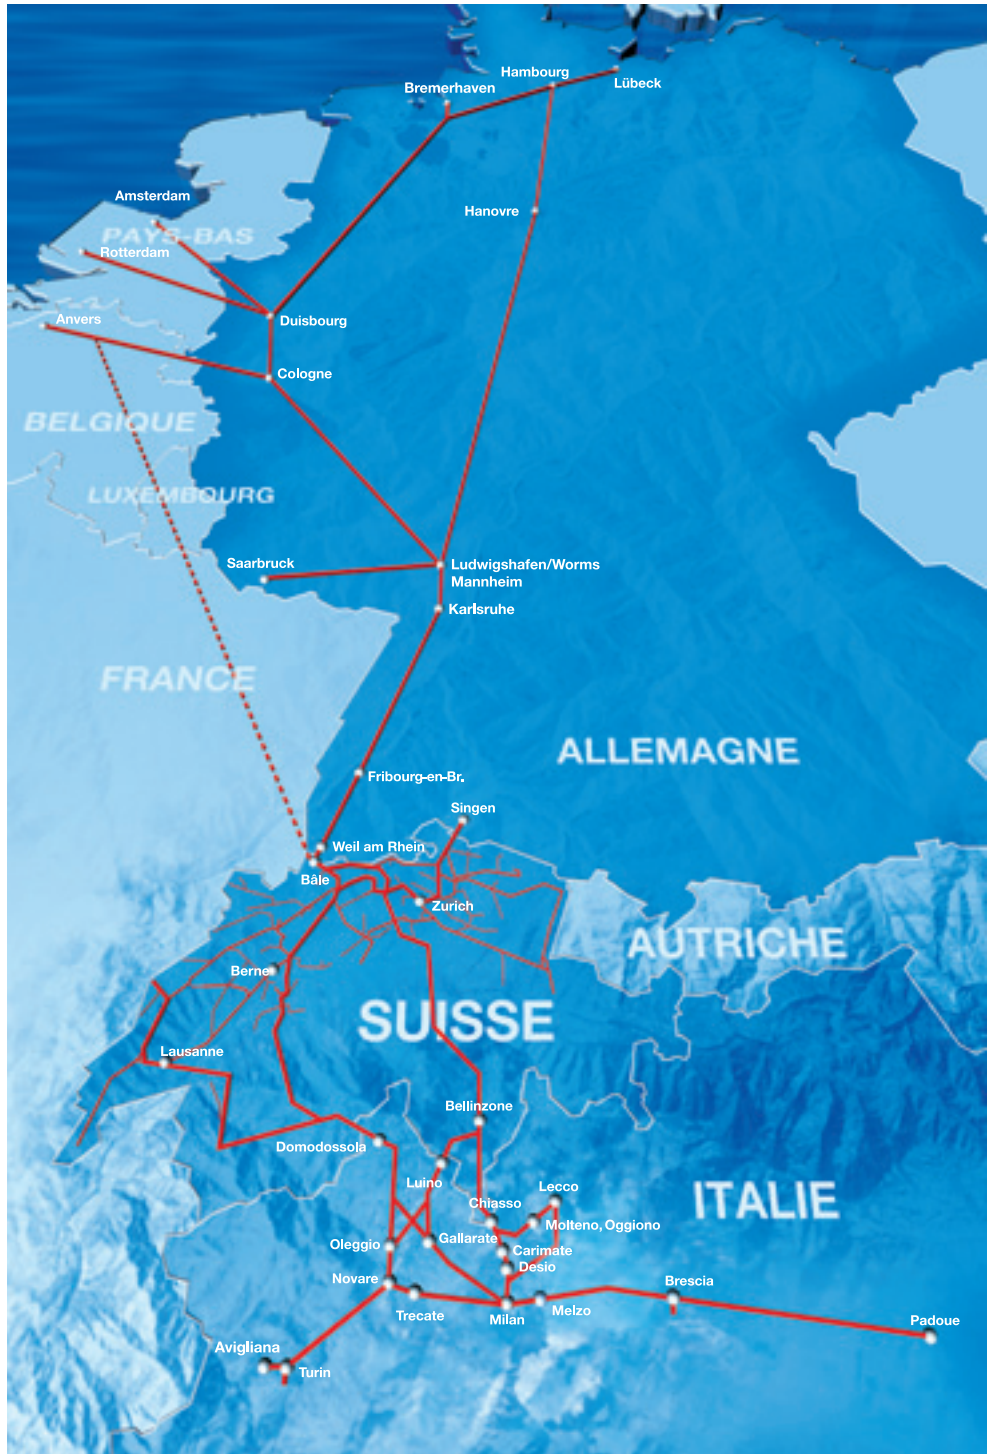 Hambourg
Lübeck
Bremerhaven
Amsterdam
Hanovre
PAYS-BAS
Rotterdam
Anvers
Duisbourg
Cologne
BELGIQUE
LUXEMBOURG
Saarbruck
Ludwigshafen/Worms
Mannheim
Karlsruhe
FRANCE
ALLEMAGNE
Fribourg-en-Br.
Singen
Weil am Rhein
Bâle
Zurich
AUTRICHE
Berne
SUISSE
Lausanne
Bellinzone
Domodossola
Luino
Lecco
ITALIE
Chiasso
Molteno, Oggiono
Oleggio
Gallarate
Carimate
Desio
Novare
Brescia
Trecate
Milan
Melzo
Padoue
Avigliana
Turin